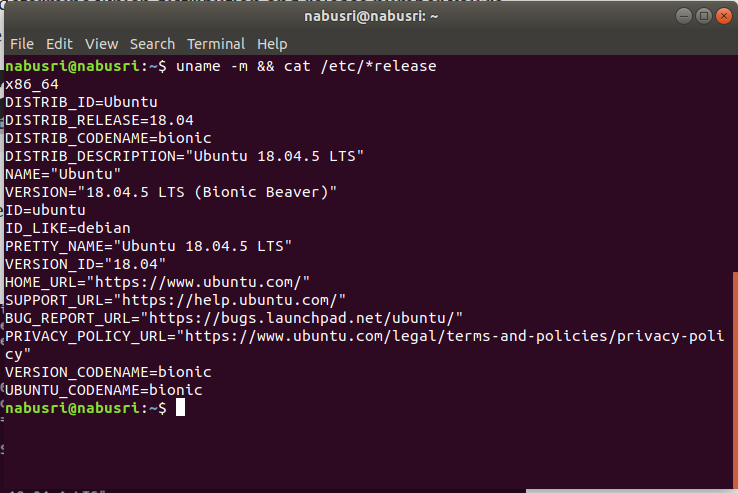 nabusri@nabusri: ~
File Edit View Search Terminal Help
nabusri@nabusri:~$ uname -m && cat /etc/*release
x86_64
DISTRIB_ID=Ubuntu
DISTRIB_RELEASE=18.04
DISTRIB_CODENAME=bionic
DISTRIB_DESCRIPTION="Ubuntu 18.04.5 LTS"
NAME="Ubuntu"
VERSION="18.04.5 LTS (Bionic Beaver)"
ID=ubuntu
ID_LIKE=debian
PRETTY_NAME="Ubuntu 18.04.5 LTS"
VERSION_ID="18.04"
HOME_URL="https://www.ubuntu.com/"
SUPPORT_URL="https://help.ubuntu.com/"
BUG_REPORT_URL="https://bugs.launchpad.net/ubuntu/"
PRIVACY_POLICY_URL="https://www.ubuntu.com/legal/terms-and-policies/privacy-poli
cy"
VERSION_CODENAME=bionic
UBUNTU_CODENAME=bionic
nabusri@nabusri:~$